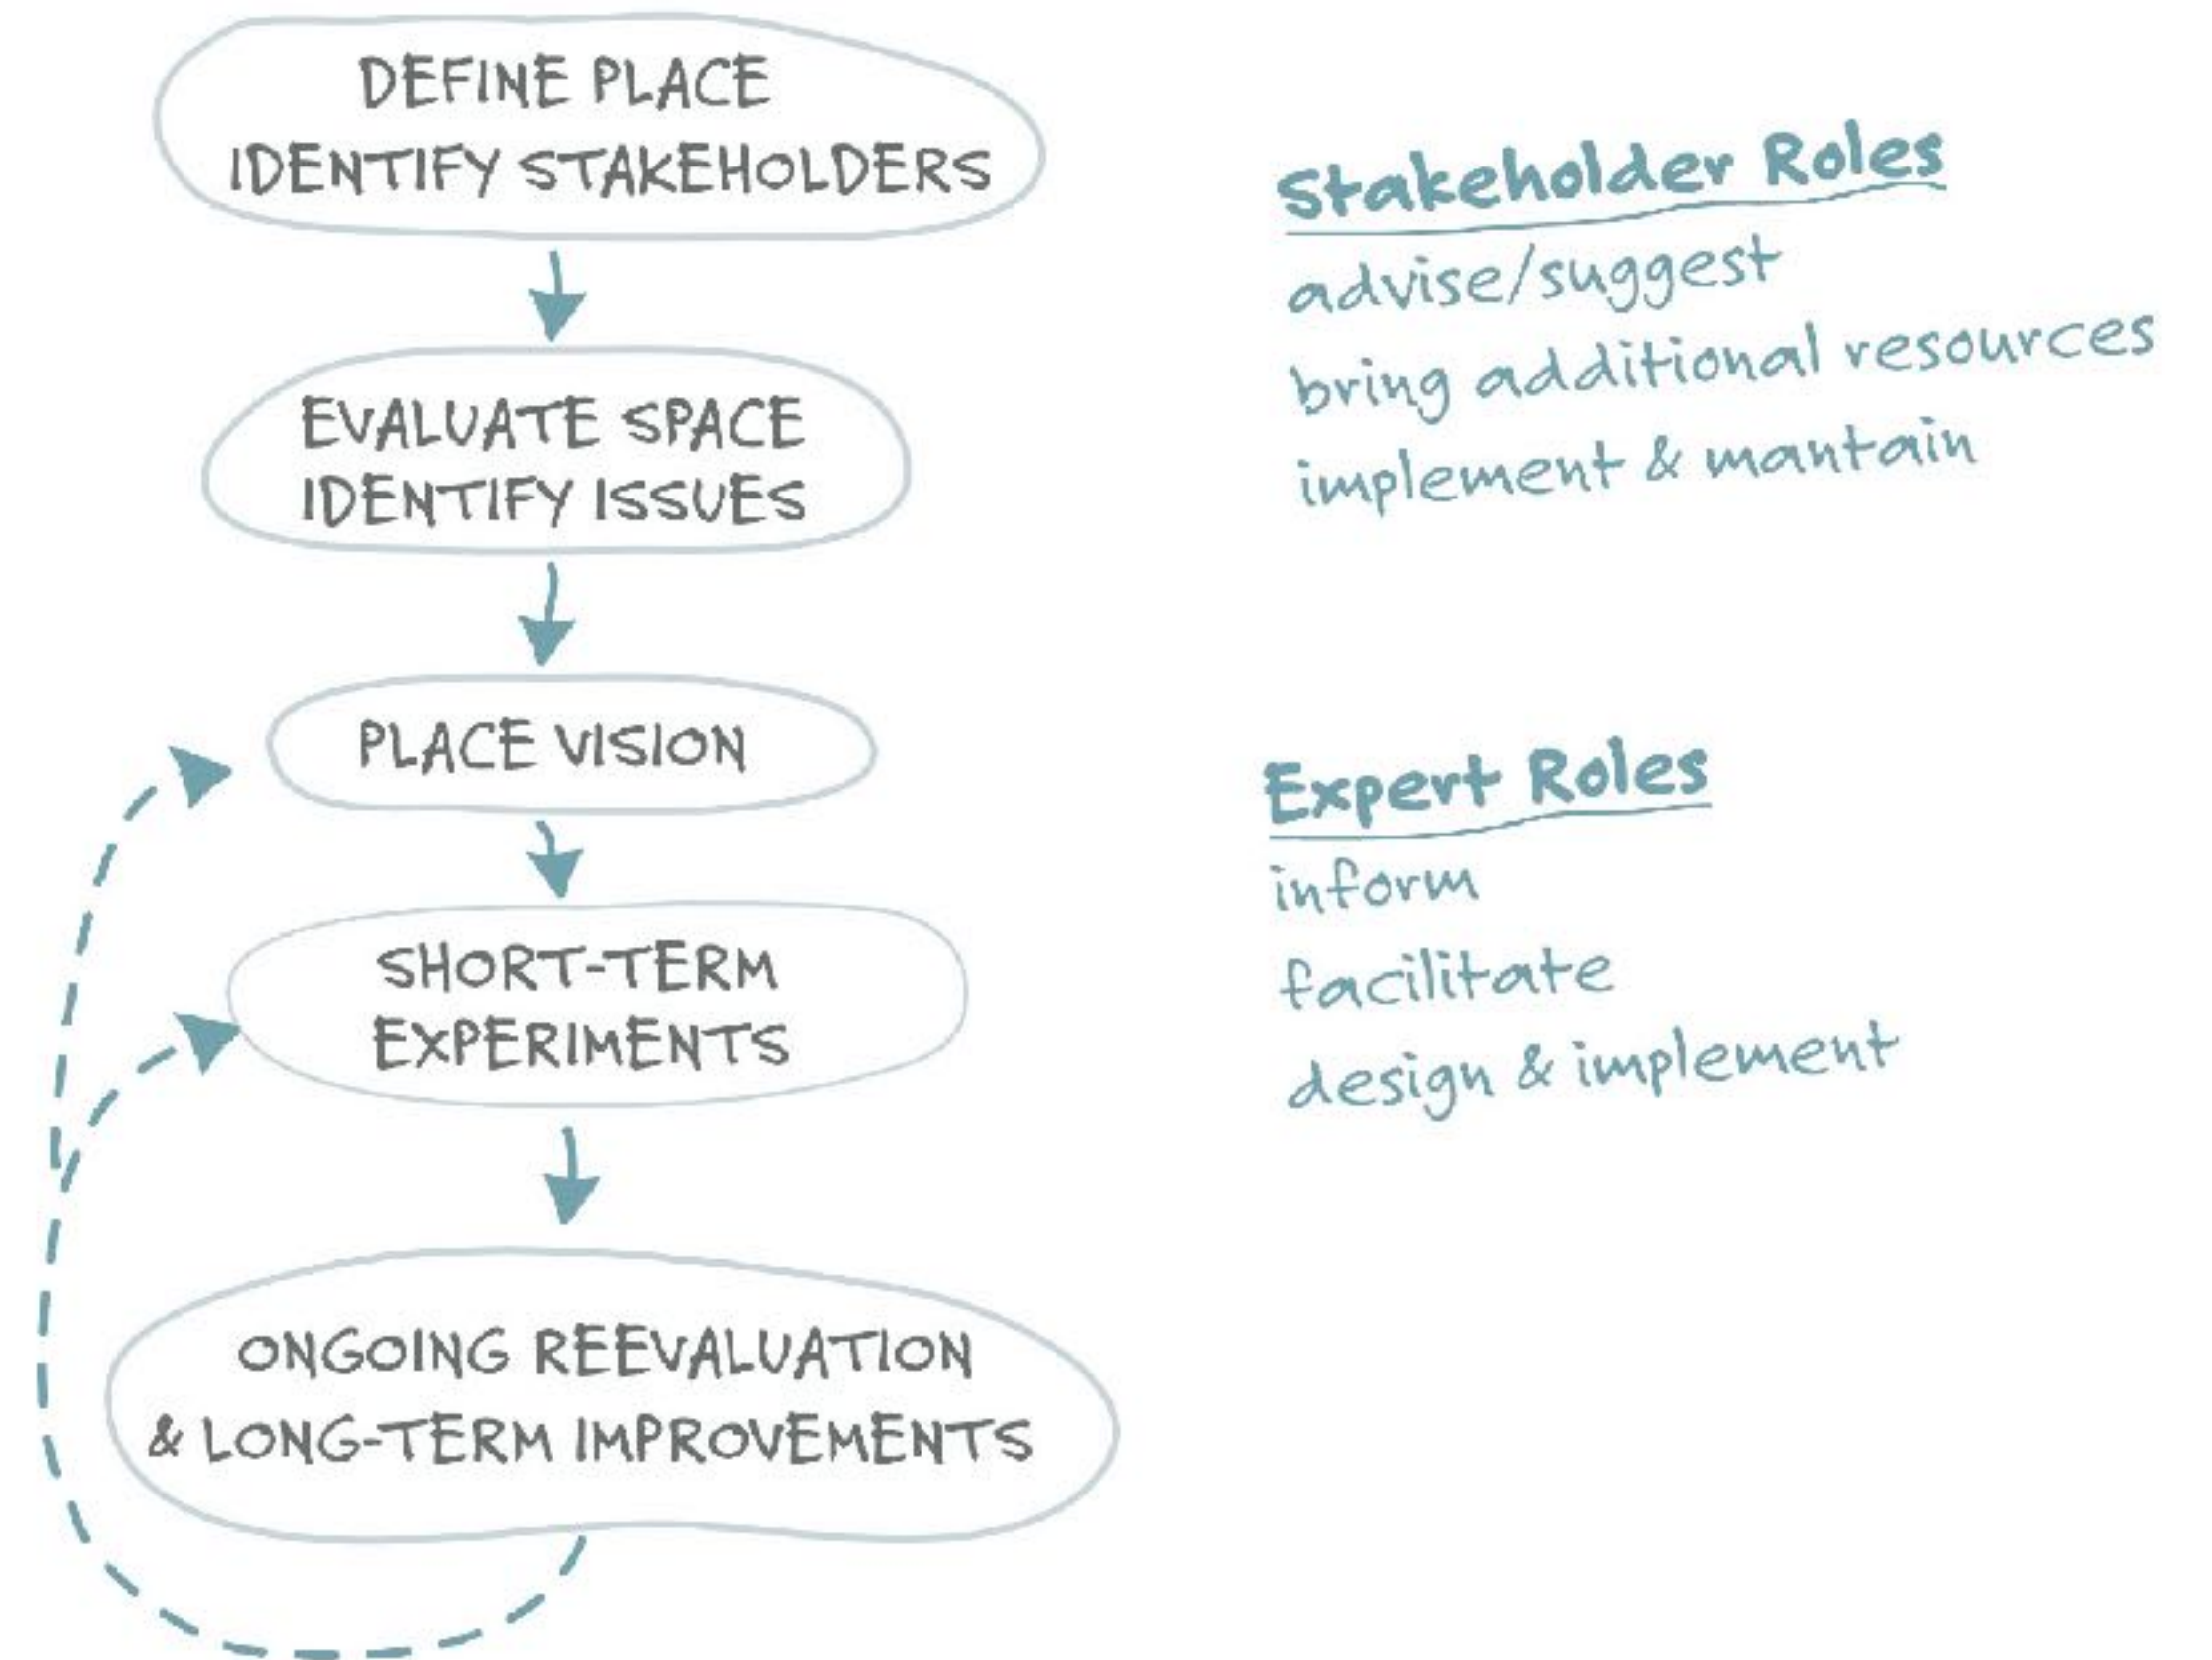 DEFINE PLACE
IDENTIFY STAKEHOLDERS
EVALUATE SPACE
IDENTIFY ISSUES
PLACE VISION
SHORT-TERM
EXPERIMENTS
ONGOING REEVALUATION
& LONG-TERM IMPROVEMENTS
Stakeholder Roles
advise/suggest
bring additional resources
implement & mantain
Expert Roles
inform
facilitate
design & implement